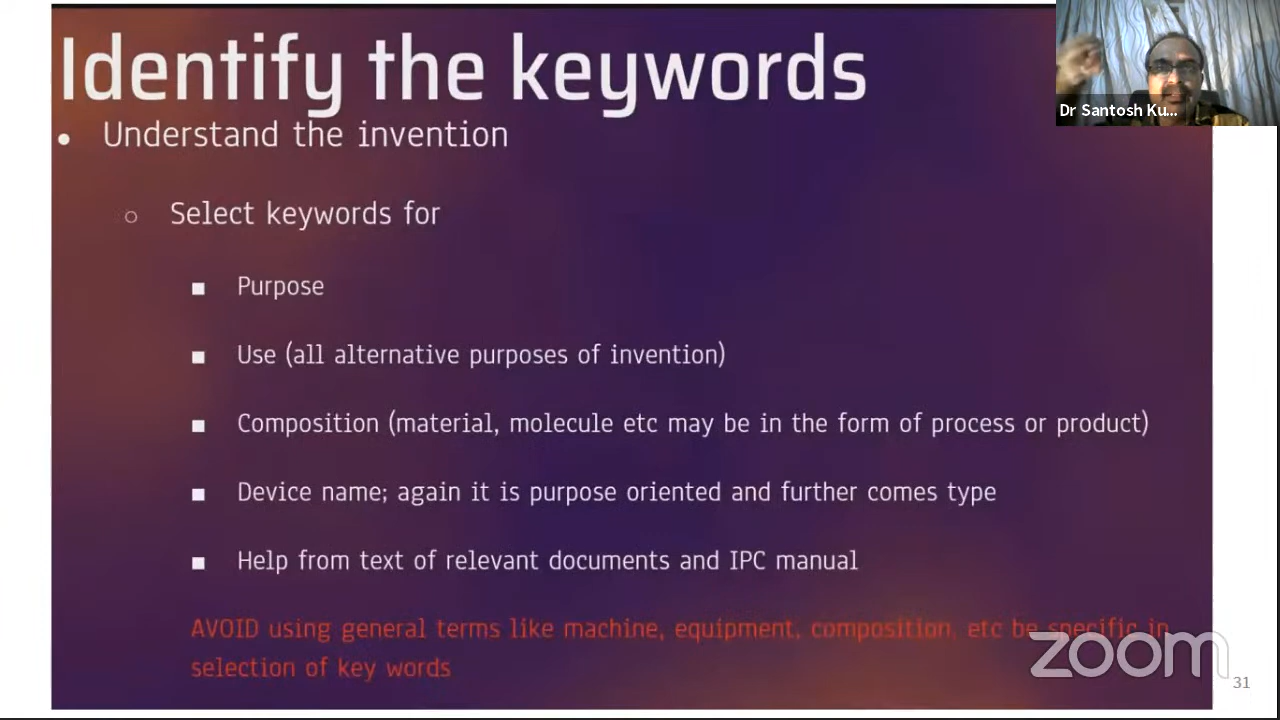 Identify the keywords
Understand the invention
Select keywords for
Purpose
Use (all alternative purposes of invention)
Composition (material, molecule etc may be in the form of process or product)
Device name; again it is purpose oriented and further comes type
Help from text of relevant documents and IPC manual
AVOID using general terms like machine, equipment, composition, etc be specific in
selection of key words
Dr Santosh Ku...
zoom
31